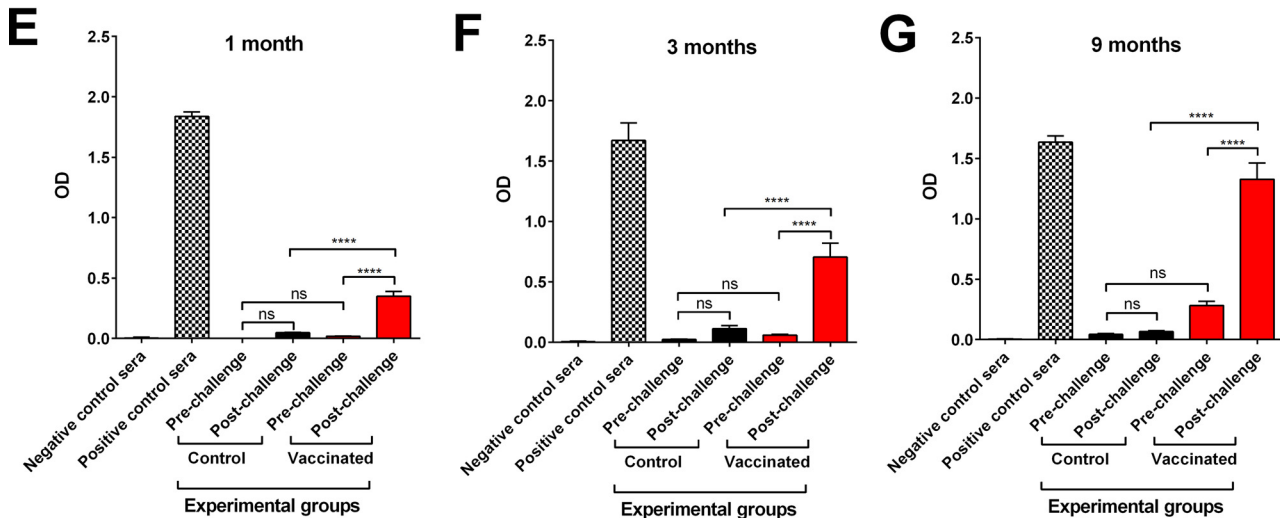 E
1 month
2.5
2.0
1.5
1.0
0.5
0.0
OD
****
****
ns
ns
Negative control sera
Positive control sera
Pre-challenge
Post-challenge
Pre-challenge
Post-challenge
Control
Vaccinated
Experimental groups
F
3 months
2.5
2.0
1.5
1.0
0.5
0.0
OD
****
****
ns
ns
Negative control sera
Positive control sera
Pre-challenge
Post-challenge
Pre-challenge
Post-challenge
Control
Vaccinated
Experimental groups
G
9 months
2.5
2.0
1.5
1.0
0.5
0.0
OD
****
****
ns
ns
Negative control sera
Positive control sera
Pre-challenge
Post-challenge
Pre-challenge
Post-challenge
Control
Vaccinated
Experimental groups